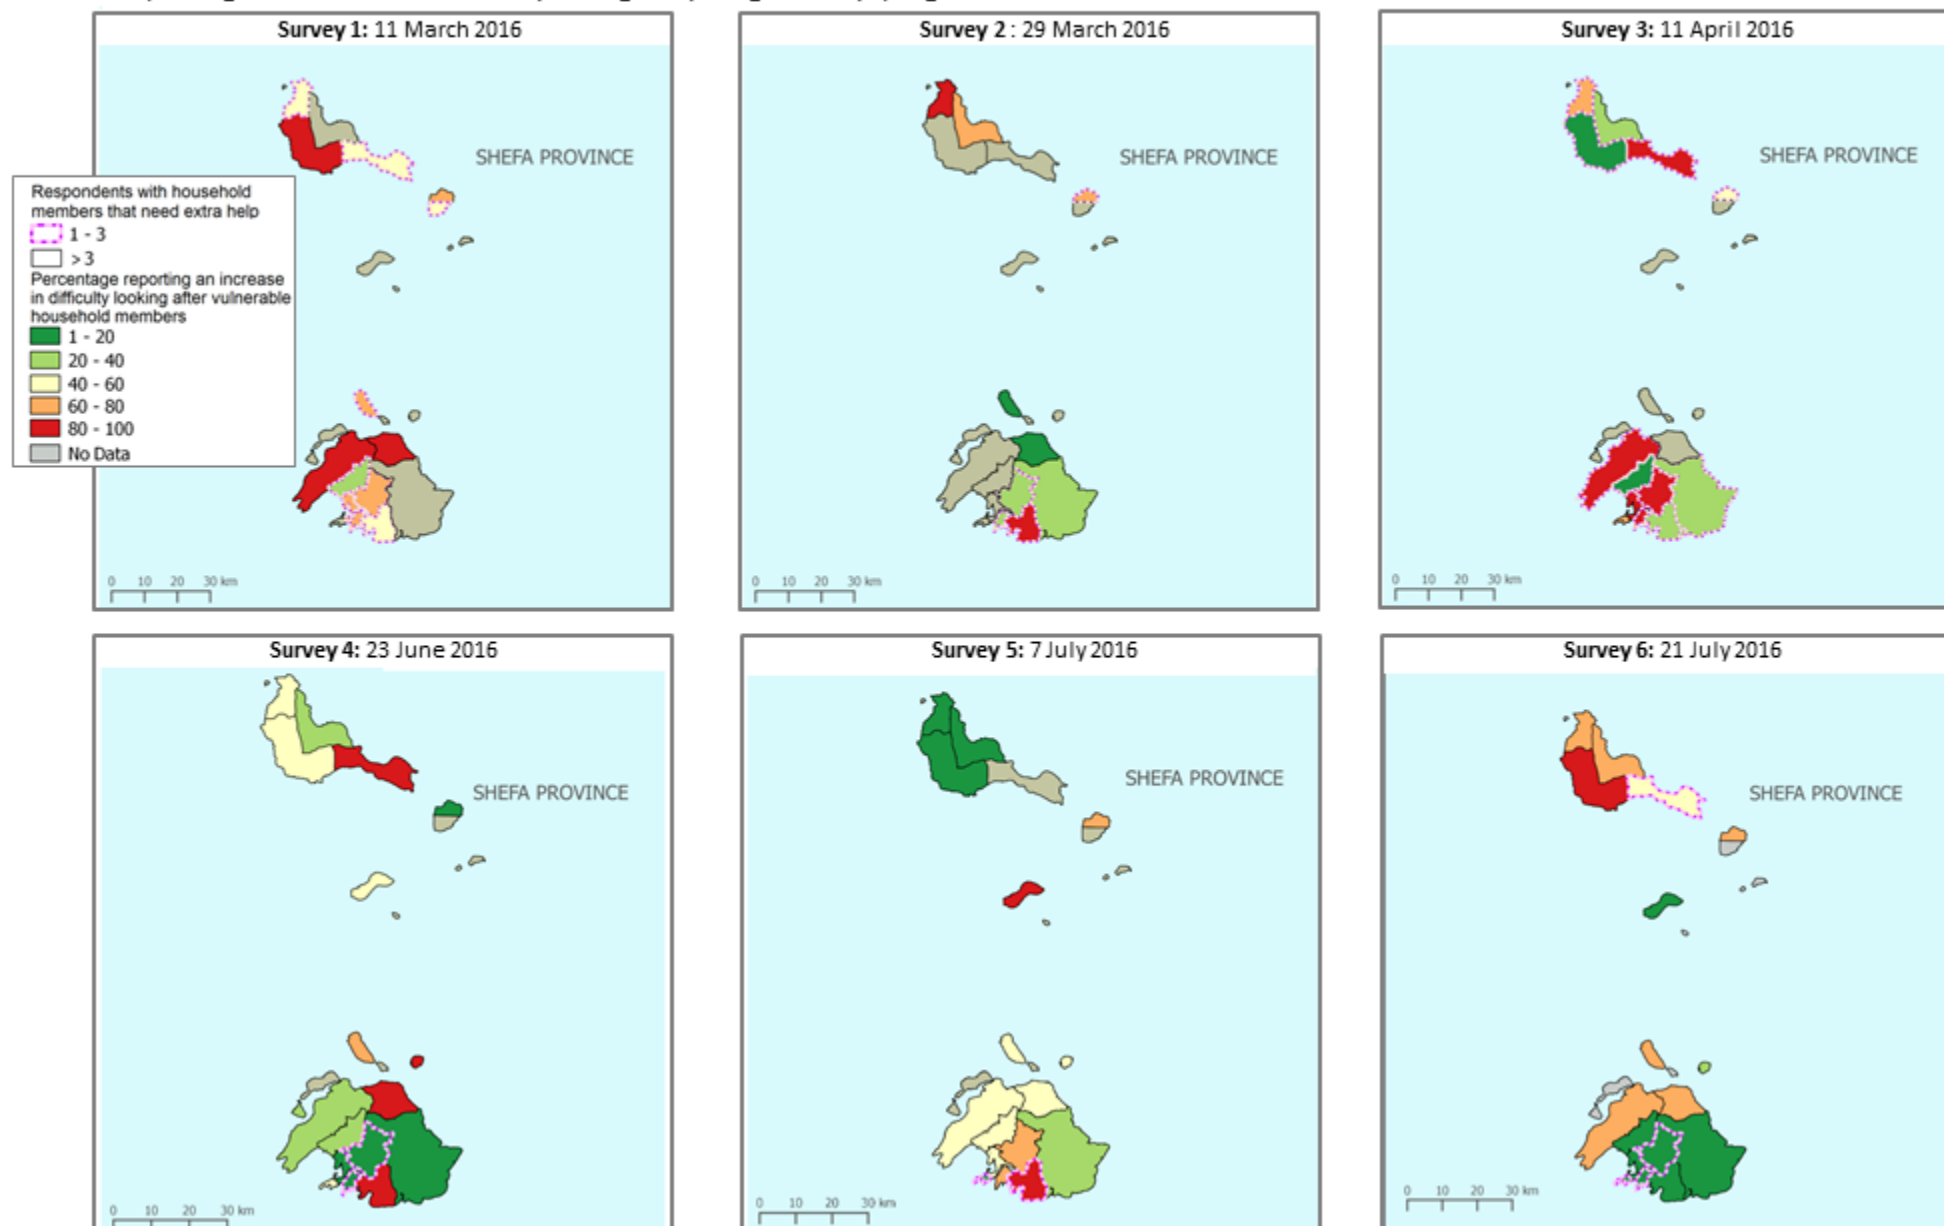 Survey 1: 11 March 2016
Survey 2 : 29 March 2016
Survey 3: 11 April 2016
SHEFA PROVINCE
SHEFA PROVINCE
SHEFA PROVINCE
Respondents with household
members that need extra help
1 - 3
> 3
Percentage reporting an increase
in difficulty looking after vulnerable
household members
1 - 20
20 - 40
40 - 60
60 - 80
80 - 100
No Data
0 10 20 30 km
0 10 20 30 km
0 10 20 30 km
Survey 4: 23 June 2016
Survey 5: 7 July 2016
Survey 6: 21 July 2016
SHEFA PROVINCE
SHEFA PROVINCE
SHEFA PROVINCE
0 10 20 30 km
0 10 20 30 km
0 10 20 30 km